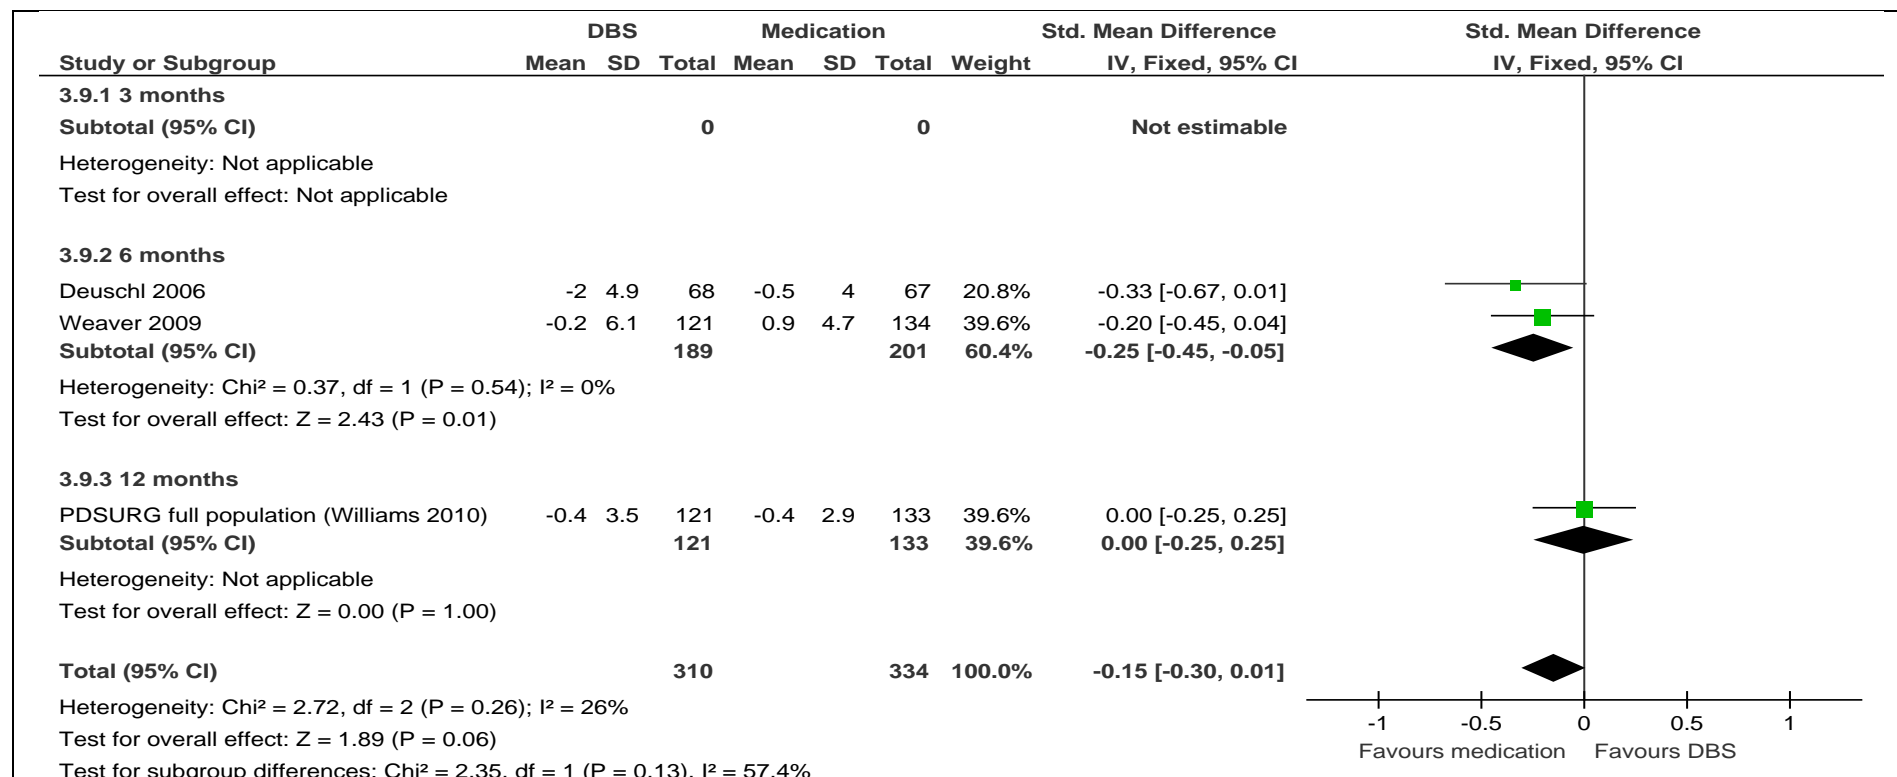 DBS Medication Std. Mean Difference Std. Mean Difference
Study or Subgroup Mean SD Total Mean SD Total Weight IV, Fixed, 95% CI IV, Fixed, 95% CI
3.9.1 3 months
Subtotal (95% CI) 0 0 Not estimable
Heterogeneity: Not applicable
Test for overall effect: Not applicable
3.9.2 6 months
Deuschl 2006 -2 4.9 68 -0.5 4 67 20.8% -0.33 [-0.67, 0.01]
Weaver 2009 -0.2 6.1 121 0.9 4.7 134 39.6% -0.20 [-0.45, 0.04]
Subtotal (95% CI) 189 201 60.4% -0.25 [-0.45, -0.05]
Heterogeneity: Chi² = 0.37, df = 1 (P = 0.54); I² = 0%
Test for overall effect: Z = 2.43 (P = 0.01)
3.9.3 12 months
PDSURG full population (Williams 2010) -0.4 3.5 121 -0.4 2.9 133 39.6% 0.00 [-0.25, 0.25]
Subtotal (95% CI) 121 133 39.6% 0.00 [-0.25, 0.25]
Heterogeneity: Not applicable
Test for overall effect: Z = 0.00 (P = 1.00)
Total (95% CI) 310 334 100.0% -0.15 [-0.30, 0.01]
Heterogeneity: Chi² = 2.72, df = 2 (P = 0.26); I² = 26%
Test for overall effect: Z = 1.89 (P = 0.06)
Test for subgroup differences: Chi² = 2.35, df = 1 (P = 0.13), I² = 57.4%
-1 -0.5 0 0.5 1
Favours medication Favours DBS